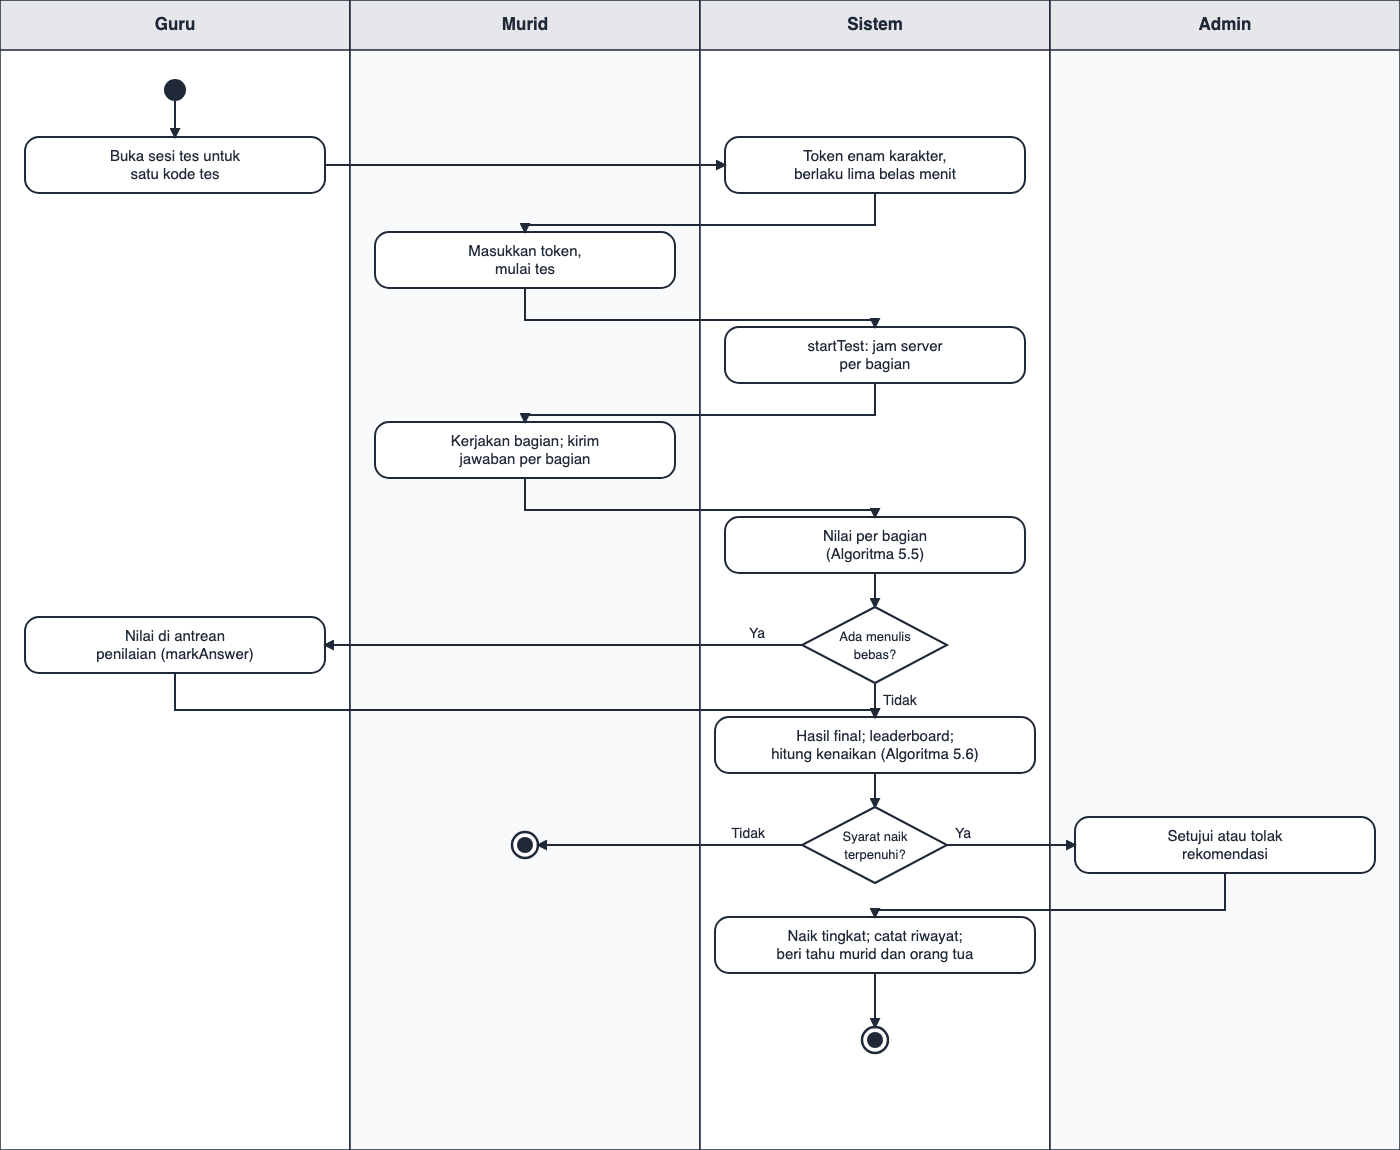 Guru
Murid
Sistem
Admin
Buka sesi tes untuk
satu kode tes
Token enam karakter,
berlaku lima belas menit
Masukkan token,
mulai tes
startTest: jam server
per bagian
Kerjakan bagian; kirim
jawaban per bagian
Nilai per bagian
(Algoritma 5.5)
Nilai di antrean
penilaian (markAnswer)
Ya
Ada menulis
bebas?
Tidak
Hasil final; leaderboard;
hitung kenaikan (Algoritma 5.6)
Tidak
Syarat naik
terpenuhi?
Ya
Setujui atau tolak
rekomendasi
Naik tingkat; catat riwayat;
beri tahu murid dan orang tua